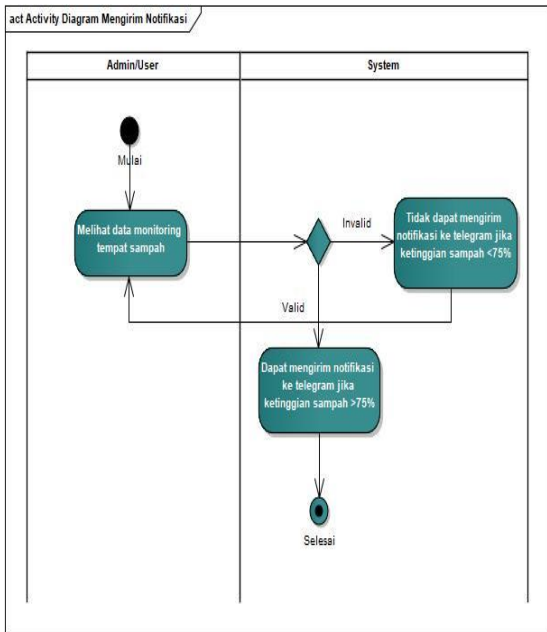 act Activity Diagram Mengirim Notifikasi
Admin/User
System
Mulai
Melihat data monitoring
tempat sampah
Invalid
Tidak dapat mengirim
notifikasi ke telegram jika
ketinggian sampah <75%
Valid
Dapat mengirim notifikasi
ke telegram jika
ketinggian sampah >75%
Selesai